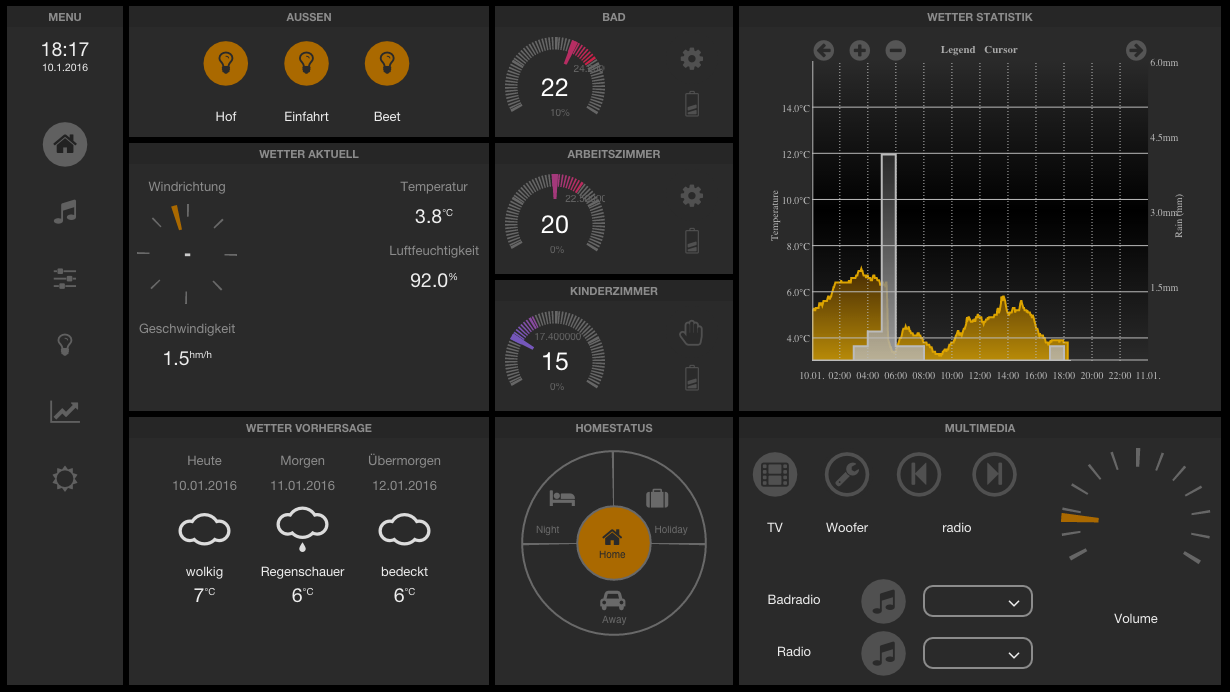 MENU
18:17
10.1.2016
AUSSEN
Hof Einfahrt Beet
WETTER AKTUELL
Windrichtung
-
Geschwindigkeit
1.5hm/h
Temperatur
3.8°C
Luftfeuchtigkeit
92.0%
WETTER VORHERSAGE
Heute Morgen Übermorgen
10.01.2016 11.01.2016 12.01.2016
wolkig Regenschauer bedeckt
7°C 6°C 6°C
BAD
22
10%
ARBEITSZIMMER
20
0%
KINDERZIMMER
17.400000
15
0%
HOMESTATUS
Night Holiday
Home
Away
WETTER STATISTIK
Legend Cursor
6.0mm
14.0°C
4.5mm
12.0°C
10.0°C
3.0mm
8.0°C
6.0°C
1.5mm
4.0°C
Temperature
Rain (mm)
10.01. 02:00 04:00 06:00 08:00 10:00 12:00 14:00 16:00 18:00 20:00 22:00 11.01.
MULTIMEDIA
TV Woofer radio
Badradio
Radio
Volume